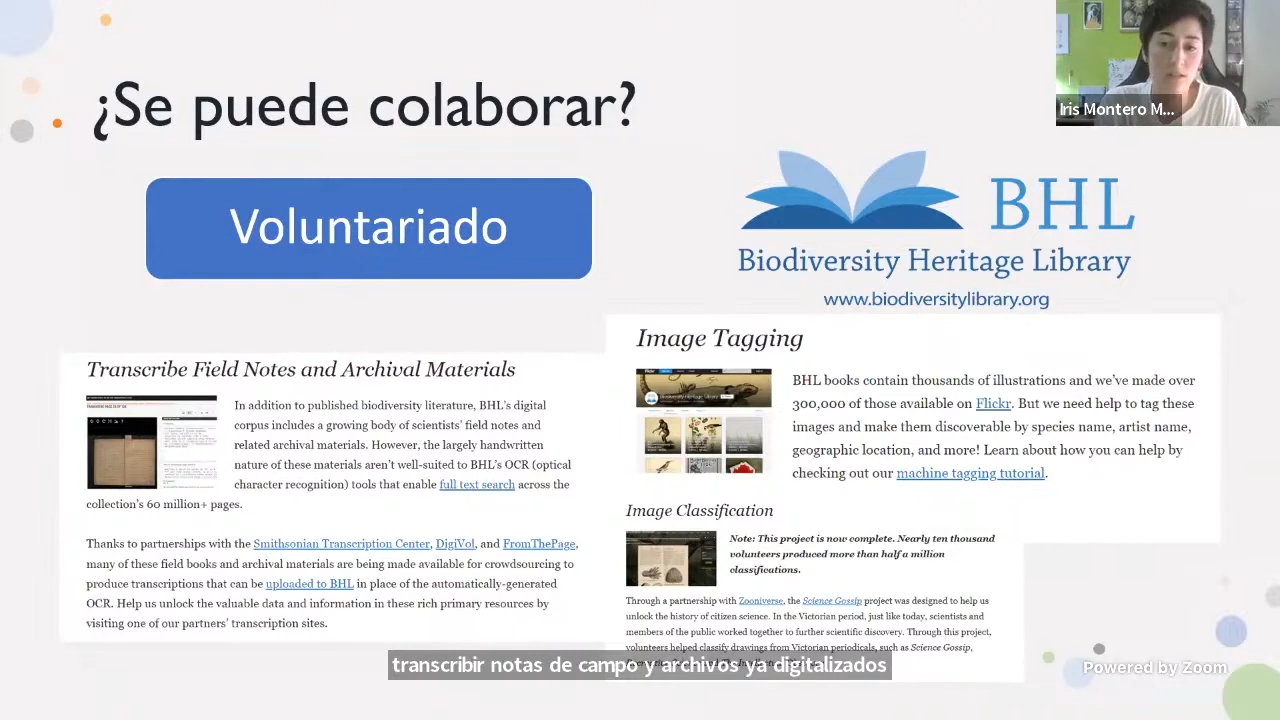 ¿Se puede colaborar?
Iris Montero M...
Voluntariado
BHL
Biodiversity Heritage Library
www.biodiversitylibrary.org
Transcribe Field Notes and Archival Materials
In addition to published biodiversity literature, BHL's digital
corpus includes a growing body of scientists' field notes and
related archival materials. However, the largely handwritten
nature of these materials aren't well-suited to BHL's OCR (optical
character recognition) tools that enable full text search across the
collection's 60 million+ pages.
Thanks to partnerships with the Smithsonian Transcription Center, DigiVol, and FromThePage,
many of these field books and archival materials are being made available for crowdsourcing to
produce transcriptions that can be uploaded to BHL in place of the automatically-generated
OCR. Help us unlock the valuable data and information in these rich primary resources by
visiting one of our partners' transcription sites.
Image Tagging
BHL books contain thousands of illustrations and we've made over
300,000 of those available on Flickr. But we need help to tag these
images and make them discoverable by species name, artist name,
geographic location, and more! Learn about how you can help by
checking out our machine tagging tutorial.
Image Classification
Note: This project is now complete. Nearly ten thousand
volunteers produced more than half a million
classifications.
Through a partnership with Zooniverse, the Science Gossip project was designed to help us
unlock the history of citizen science. In the Victorian period, just like today, scientists and
members of the public worked together to further scientific discovery. Through this project,
volunteers helped classify drawings from Victorian periodicals, such as Science Gossip,
transcribir notas de campo y archivos ya digitalizados
Powered by Zoom